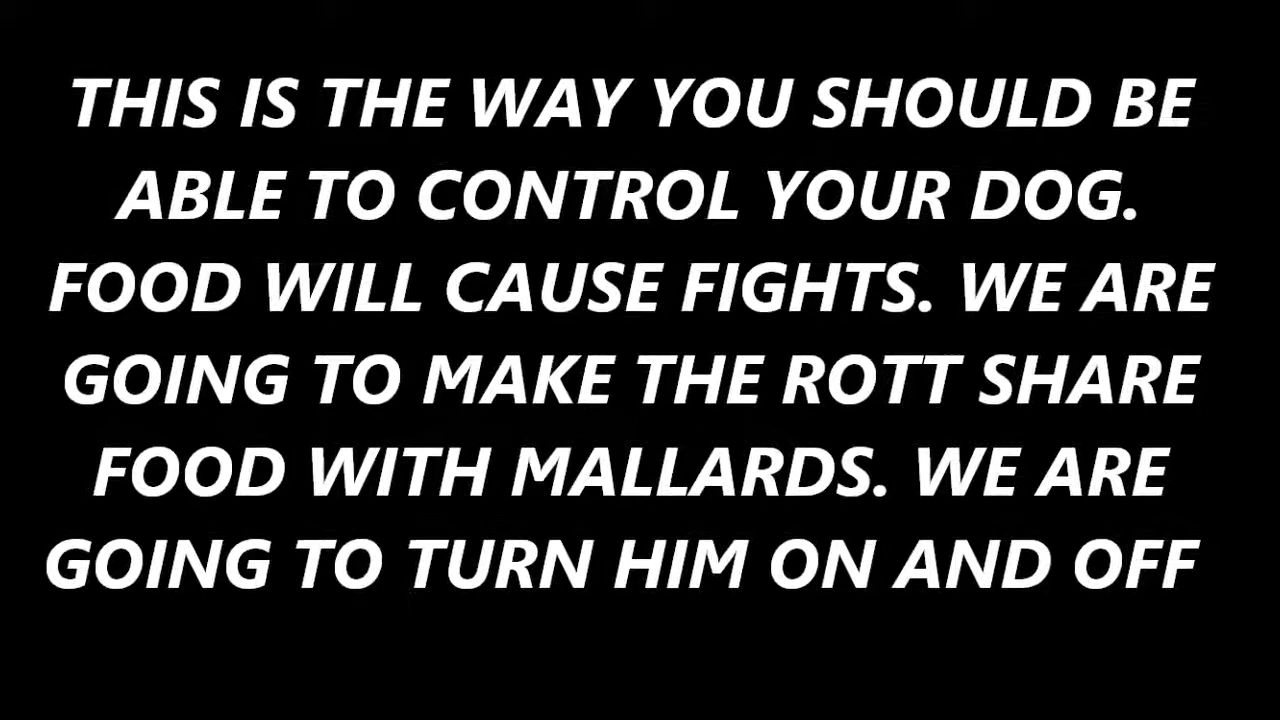 THIS IS THE WAY YOU SHOULD BE
ABLE TO CONTROL YOUR DOG.
FOOD WILL CAUSE FIGHTS. WE ARE
GOING TO MAKE THE ROTT SHARE
FOOD WITH MALLARDS. WE ARE
GOING TO TURN HIM ON AND OFF